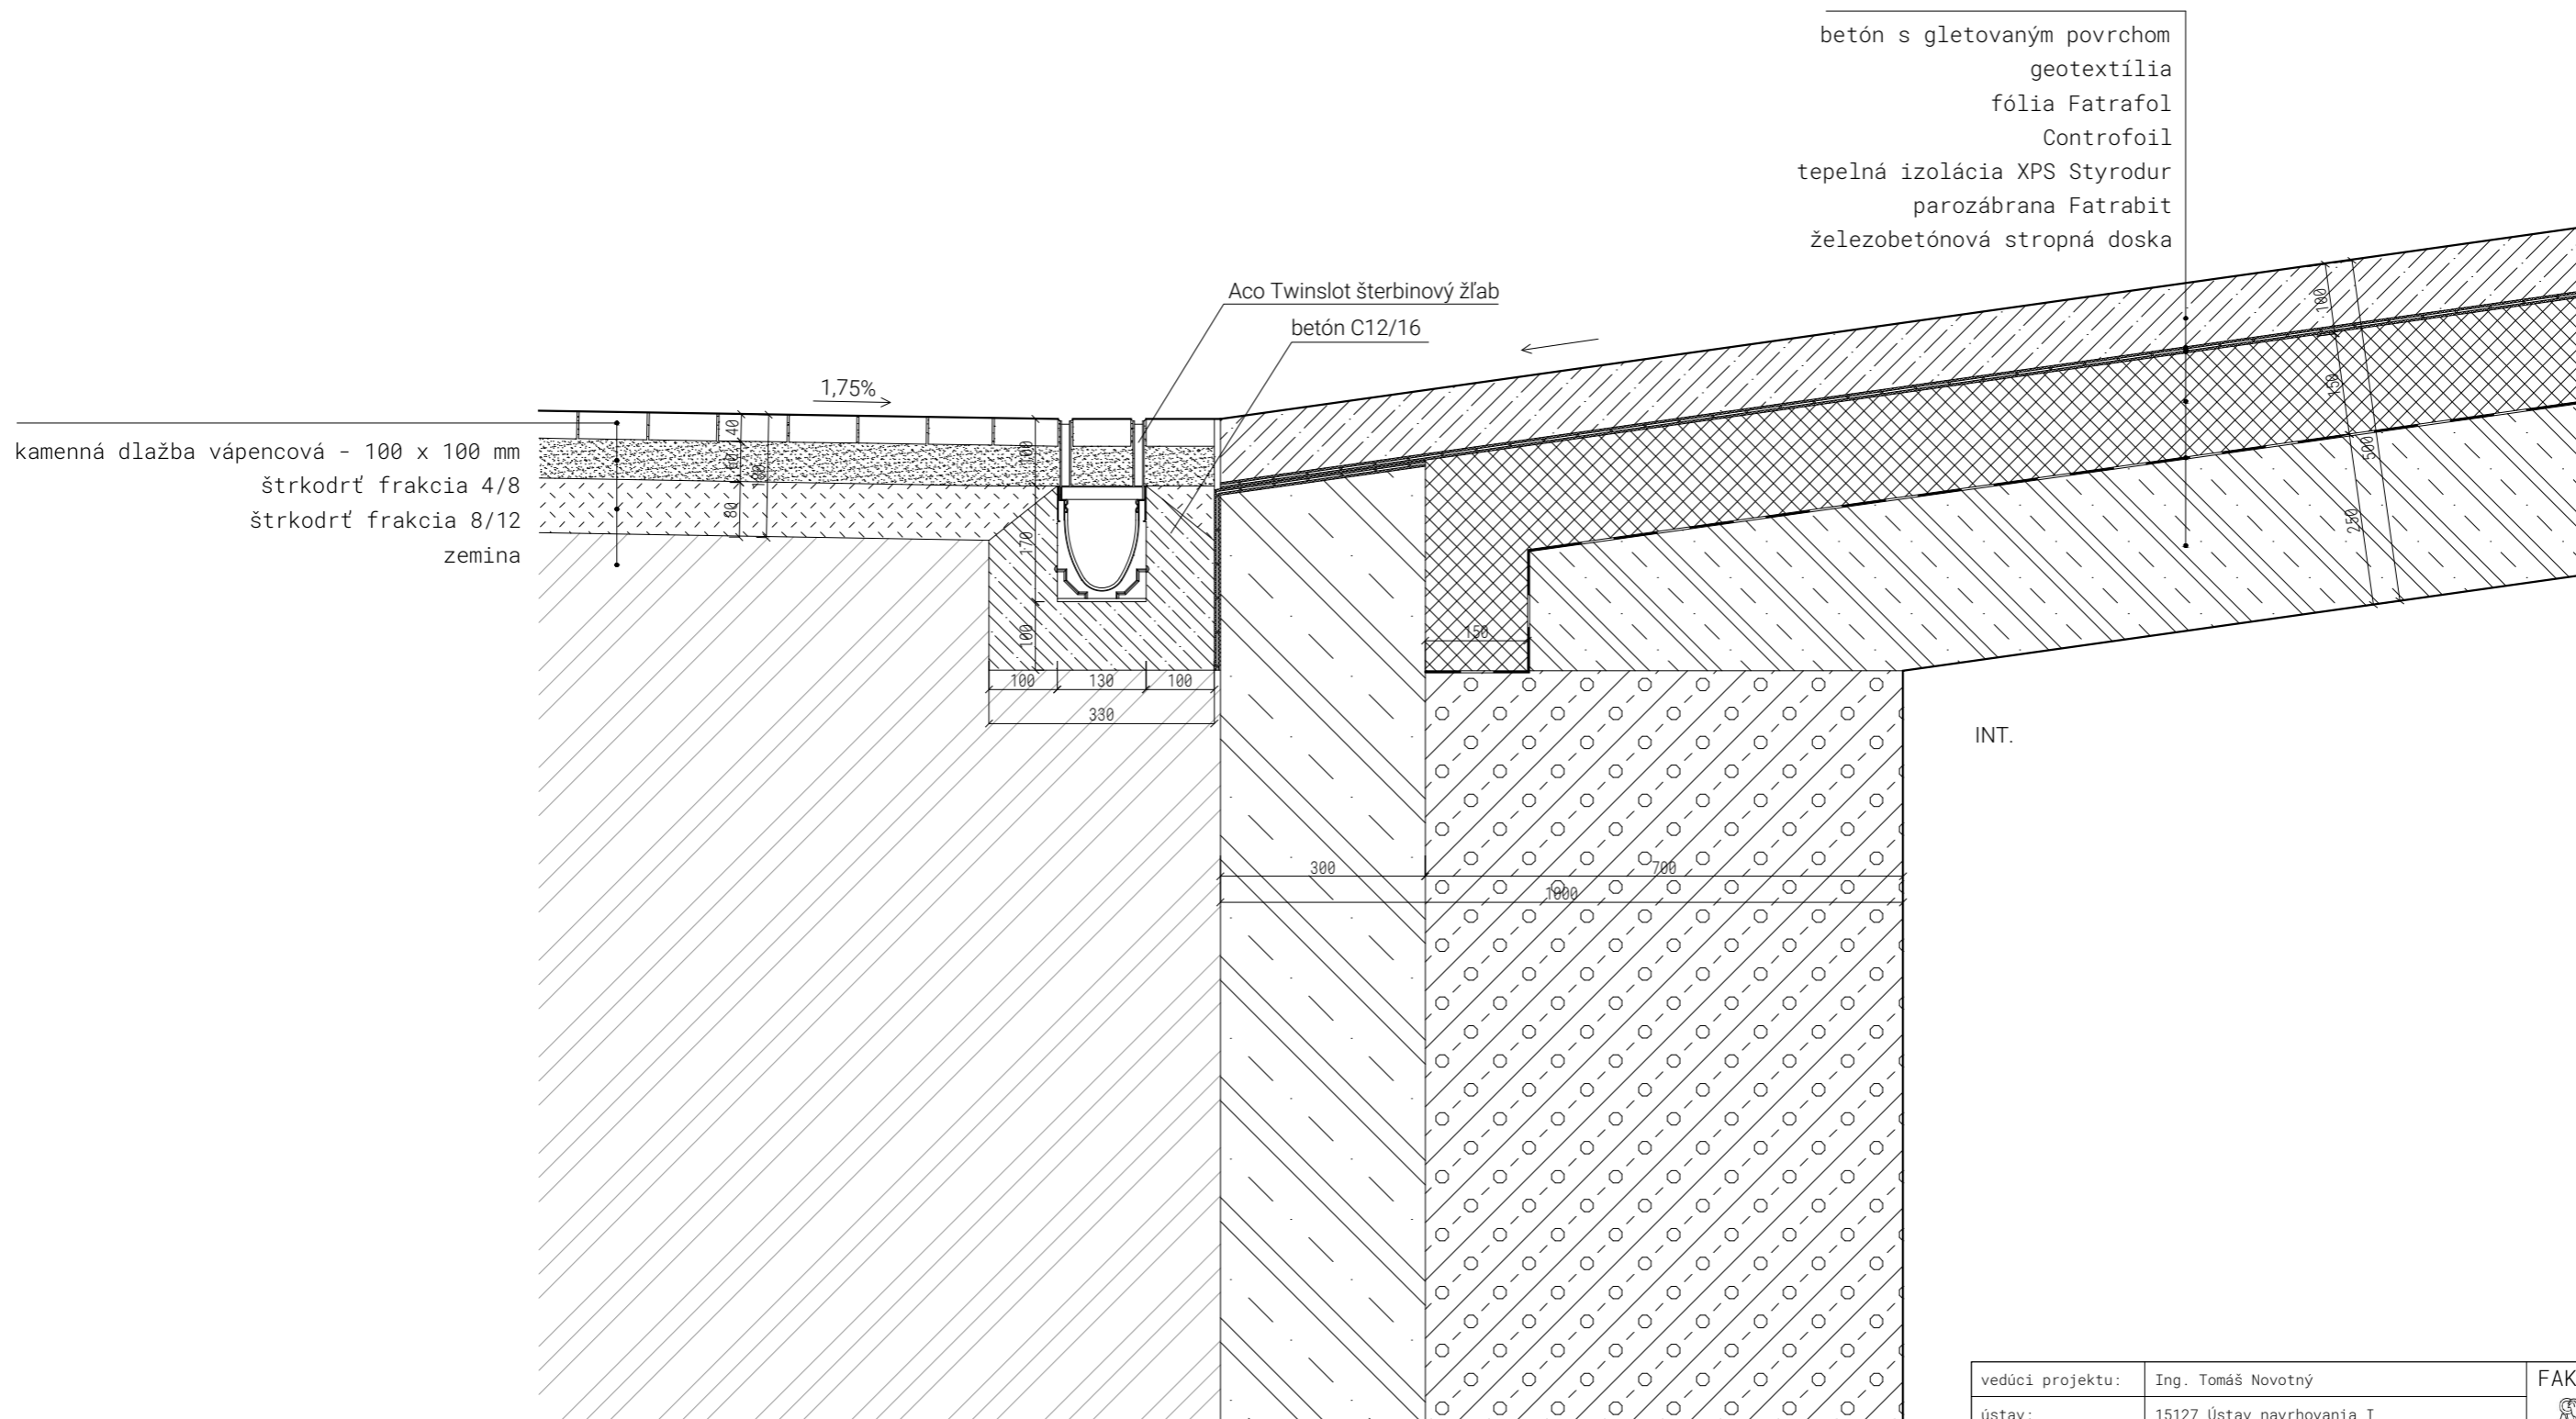 betón s gletovaným povrchom
geotextília
fólia Fatrafol
Controfoil
tepelná izolácia XPS Styrodur
parozábrana Fatrabit
železobetónová stropná doska
Aco Twinslot šterbinový žľab
betón C12/16
1,75%
kamenná dlažba vápencová - 100 x 100 mm
štrkodrť frakcia 4/8
štrkodrť frakcia 8/12
zemina
40
80
100
170
100
100
130
100
330
150
100
150
250
500
INT.
300
700
1000
vedúci projektu:
Ing. Tomáš Novotný
FAK
ústav:
15127 Ústav navrhovania I